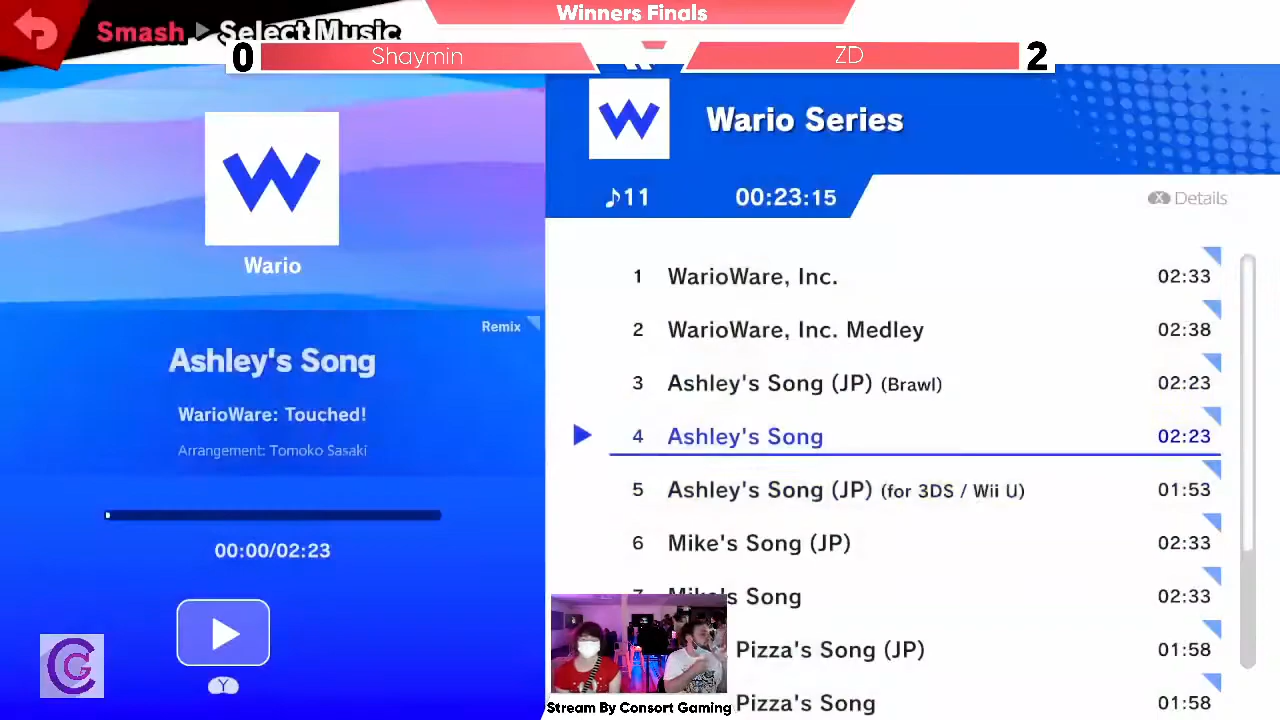 Winners Finals
Smash ▶ Select Music
0 Shaymin ZD 2
W
Wario
Remix
Ashley's Song
WarioWare: Touched!
Arrangement: Tomoko Sasaki
00:00/02:23
Y
CG
W
Wario Series
♪11 00:23:15
X Details
1 WarioWare, Inc. 02:33
2 WarioWare, Inc. Medley 02:38
3 Ashley's Song (JP) (Brawl) 02:23
4 Ashley's Song 02:23
5 Ashley's Song (JP) (for 3DS / Wii U) 01:53
6 Mike's Song (JP) 02:33
7 Mike's Song 02:33
Pizza's Song (JP) 01:58
Pizza's Song 01:58
Stream By Consort Gaming